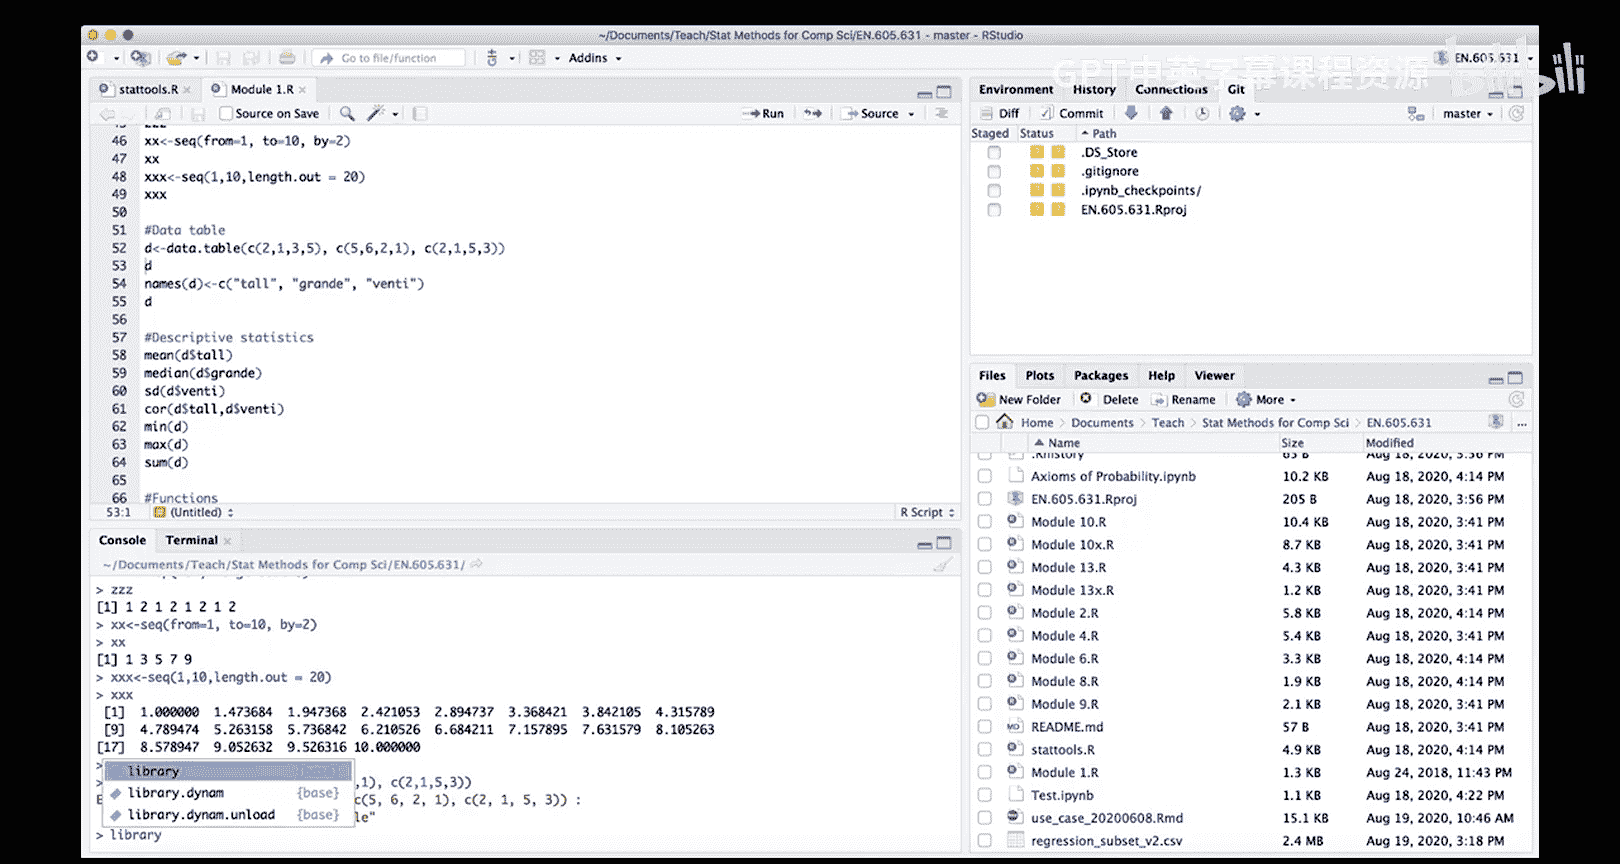 ~/Documents/Teach/Stat Methods for Comp Sci/EN.605.631 - master - RStudio
Go to file/function
Addins
EN.605.631
GPT中英字幕课程资源
bilibili
stattools.R
Module 1.R
Source on Save
Run
Source
46 xx<-seq(from=1, to=10, by=2)
47 xx
48 xxx<-seq(1,10,length.out = 20)
49 xxx
50
51 #Data table
52 d<-data.table(c(2,1,3,5), c(5,6,2,1), c(2,1,5,3))
53 d
54 names(d)<-c("tall", "grande", "venti")
55 d
56
57 #Descriptive statistics
58 mean(d$tall)
59 median(d$grande)
60 sd(d$venti)
61 cor(d$tall,d$venti)
62 min(d)
63 max(d)
64 sum(d)
65
66 #Functions
53:1 (Untitled) R Script
Console Terminal
~/Documents/Teach/Stat Methods for Comp Sci/EN.605.631/
> zzz
[1] 1 2 1 2 1 2 1 2
> xx<-seq(from=1, to=10, by=2)
> xx
[1] 1 3 5 7 9
> xxx<-seq(1,10,length.out = 20)
> xxx
[1] 1.000000 1.473684 1.947368 2.421053 2.894737 3.368421 3.842105 4.315789
[9] 4.789474 5.263158 5.736842 6.210526 6.684211 7.157895 7.631579 8.105263
[17] 8.578947 9.052632 9.526316 10.000000
library
library.dynam {base}
library.dynam.unload {base}
,1), c(2,1,5,3))
c(5, 6, 2, 1), c(2, 1, 5, 3)) :
le"
> library
Environment History Connections Git
Diff Commit master
Staged Status Path
.DS_Store
.gitignore
.ipynb_checkpoints/
EN.605.631.Rproj
Files Plots Packages Help Viewer
New Folder Delete Rename More
Home Documents Teach Stat Methods for Comp Sci EN.605.631 ...
Name Size Modified
.Rhistory 63 B Aug 18, 2020, 3:56 PM
Axioms of Probability.ipynb 10.2 KB Aug 18, 2020, 4:14 PM
EN.605.631.Rproj 205 B Aug 18, 2020, 3:56 PM
Module 10.R 10.4 KB Aug 18, 2020, 3:41 PM
Module 10x.R 8.7 KB Aug 18, 2020, 3:41 PM
Module 13.R 4.3 KB Aug 18, 2020, 3:41 PM
Module 13x.R 1.2 KB Aug 18, 2020, 3:41 PM
Module 2.R 5.8 KB Aug 18, 2020, 4:14 PM
Module 4.R 5.4 KB Aug 18, 2020, 3:41 PM
Module 6.R 3.3 KB Aug 18, 2020, 4:14 PM
Module 8.R 1.9 KB Aug 18, 2020, 3:41 PM
Module 9.R 2.1 KB Aug 18, 2020, 3:41 PM
README.md 57 B Aug 18, 2020, 3:41 PM
stattools.R 4.9 KB Aug 18, 2020, 4:14 PM
Module 1.R 1.3 KB Aug 24, 2018, 11:43 PM
Test.ipynb 1.1 KB Aug 18, 2020, 4:22 PM
use_case_20200608.Rmd 15.1 KB Aug 19, 2020, 10:46 AM
regression_subset_v2.csv 2.4 MB Aug 19, 2020, 3:18 PM